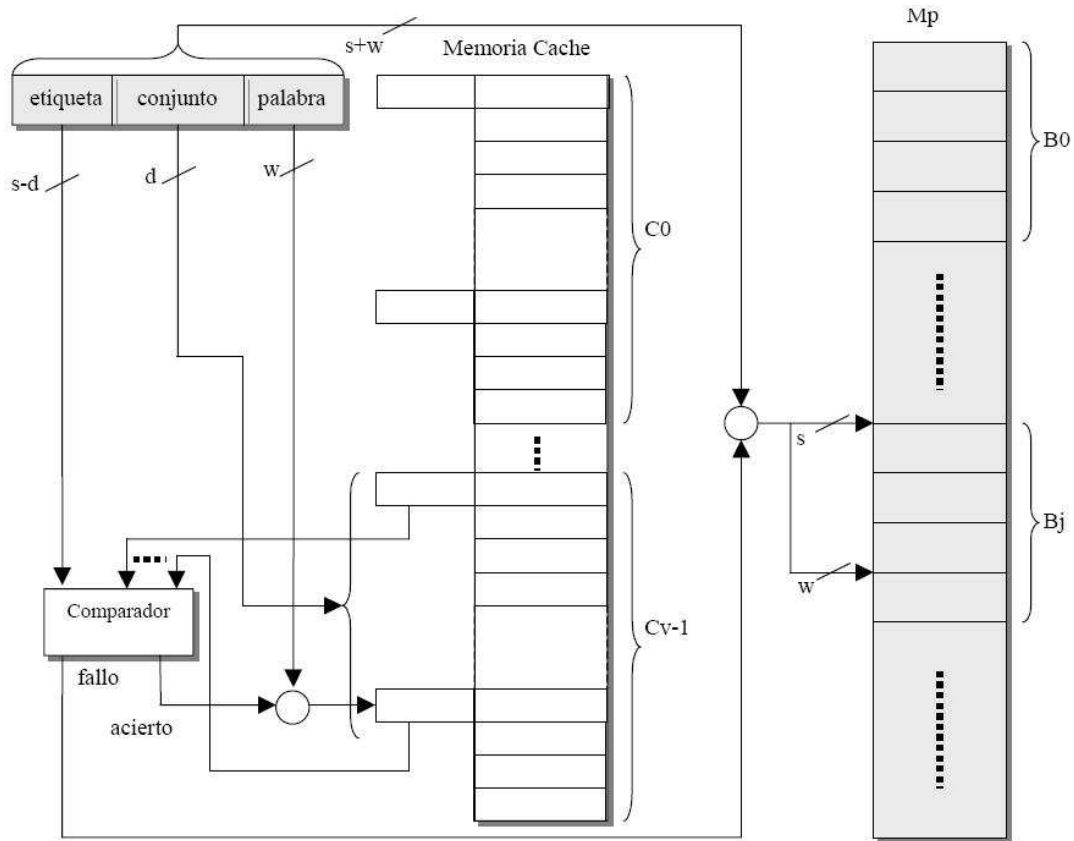 Mp
s+w
Memoria Cache
etiqueta conjunto palabra
B0
s-d
d
w
C0
s
Bj
w
Comparador
Cv-1
fallo
acierto